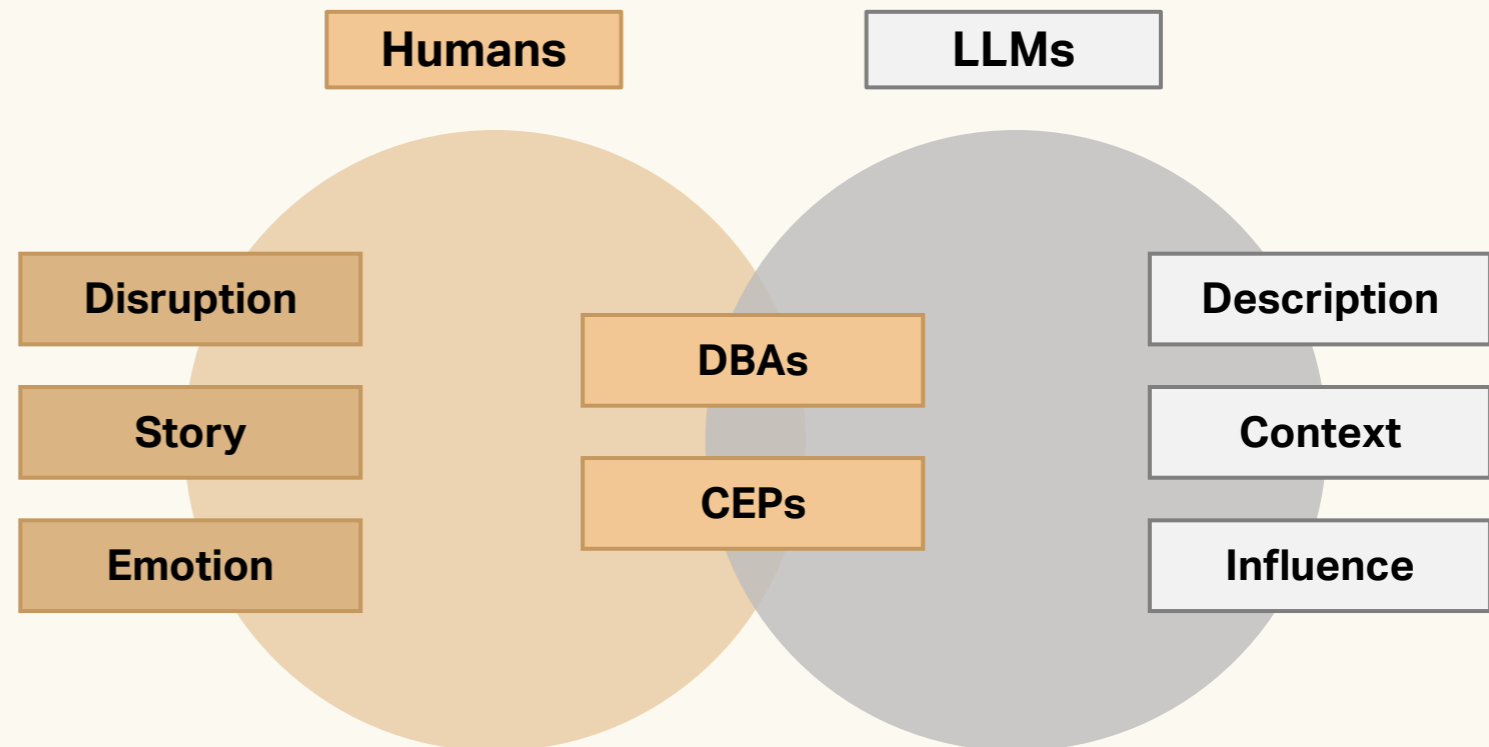 Humans
LLMs
Disruption
Story
Emotion
DBAs
CEPs
Description
Context
Influence